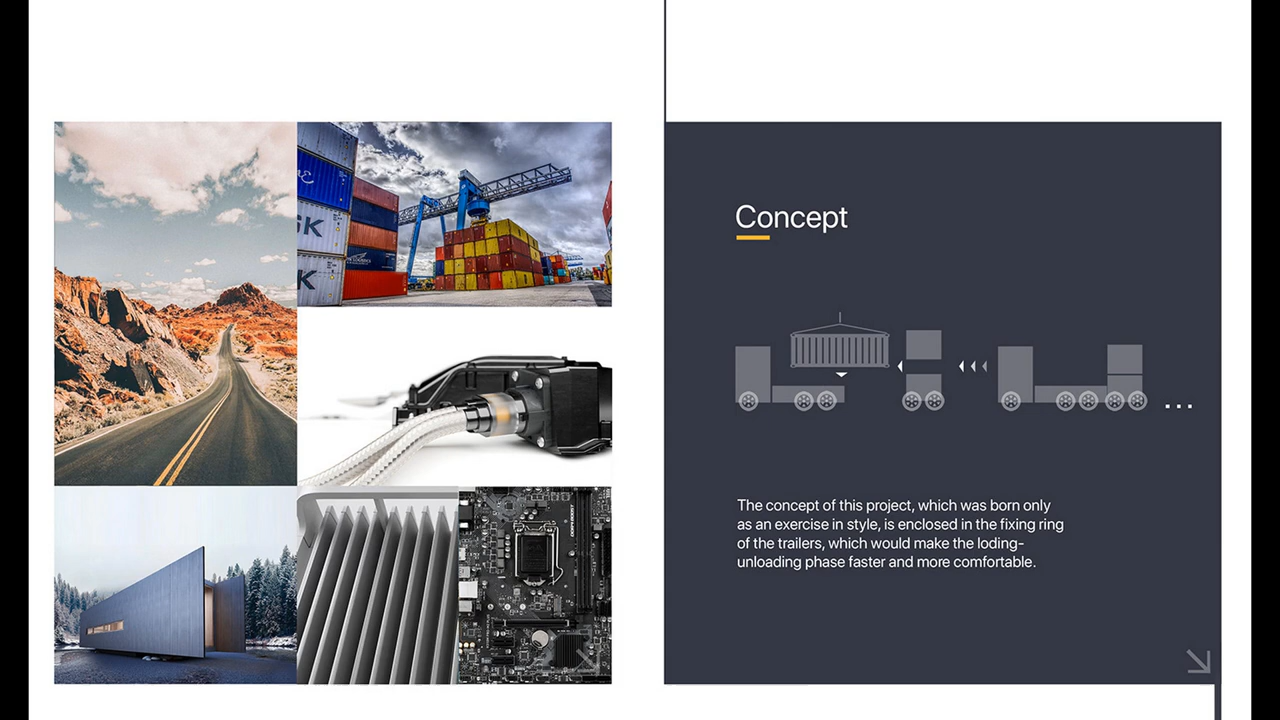 SK
K
Concept
The concept of this project, which was born only
as an exercise in style, is enclosed in the fixing ring
of the trailers, which would make the loding-
unloading phase faster and more comfortable.